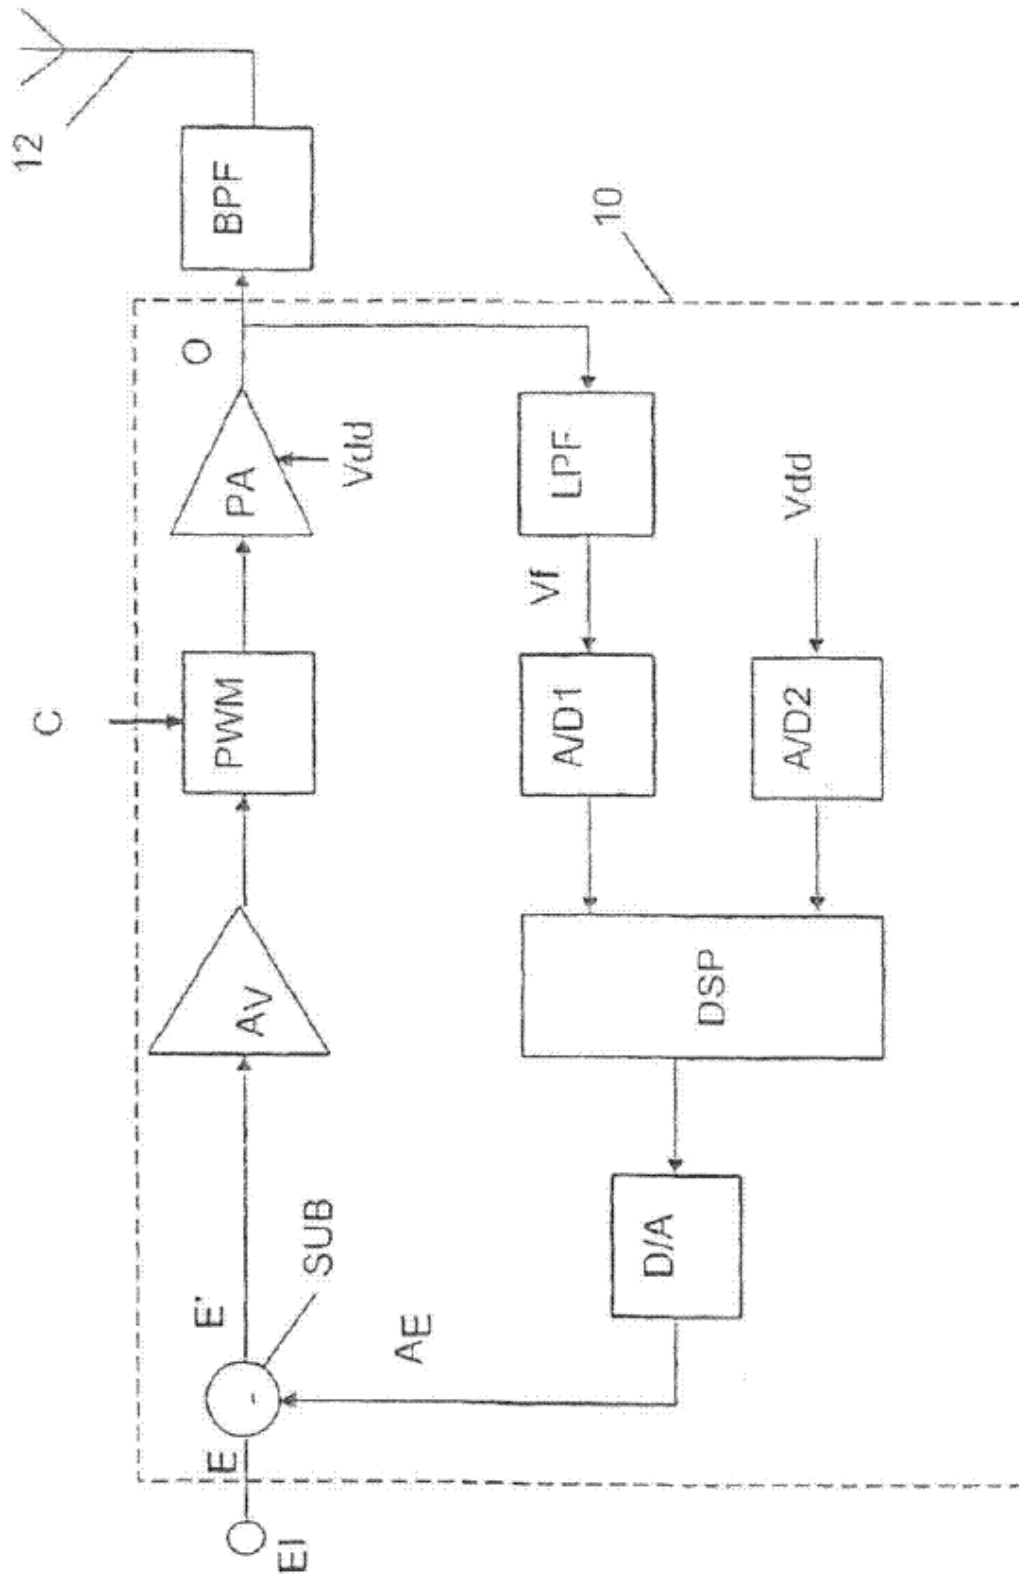 12
BPF
10
O
PA
Vdd
LPF
Vf
Vdd
C
PWM
A/D1
A/D2
AV
DSP
SUB
D/A
E'
AE
E
EI